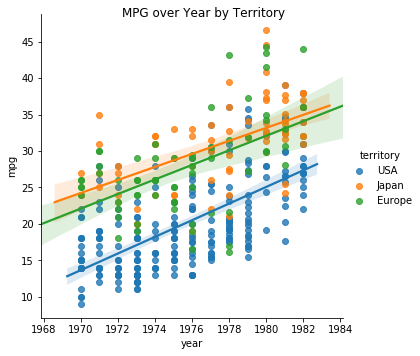 MPG over Year by Territory
45
40
35
30
25
20
15
10
mpg
1968 1970 1972 1974 1976 1978 1980 1982 1984
year
territory
USA
Japan
Europe